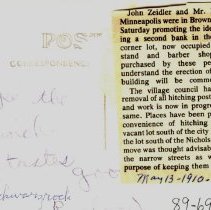 POS
CORRESPONDENCE
the
John Zeidler and Mr.
Minneapolis were in Brown
Saturday promoting the ide
ing a second bank in the
corner lot, now occupied
stand and barber shop
purchased by these pe
understand the erection of
building will be comme
The village council ha
removal of all hitching post
and work is now in progre
same. Places have been p
convenience of hitching
vacant lot south of the city
the lot south of the Nichols
move was thought advisab
the narrow streets as v
purpose of keeping them
May 13-1910-
89-69